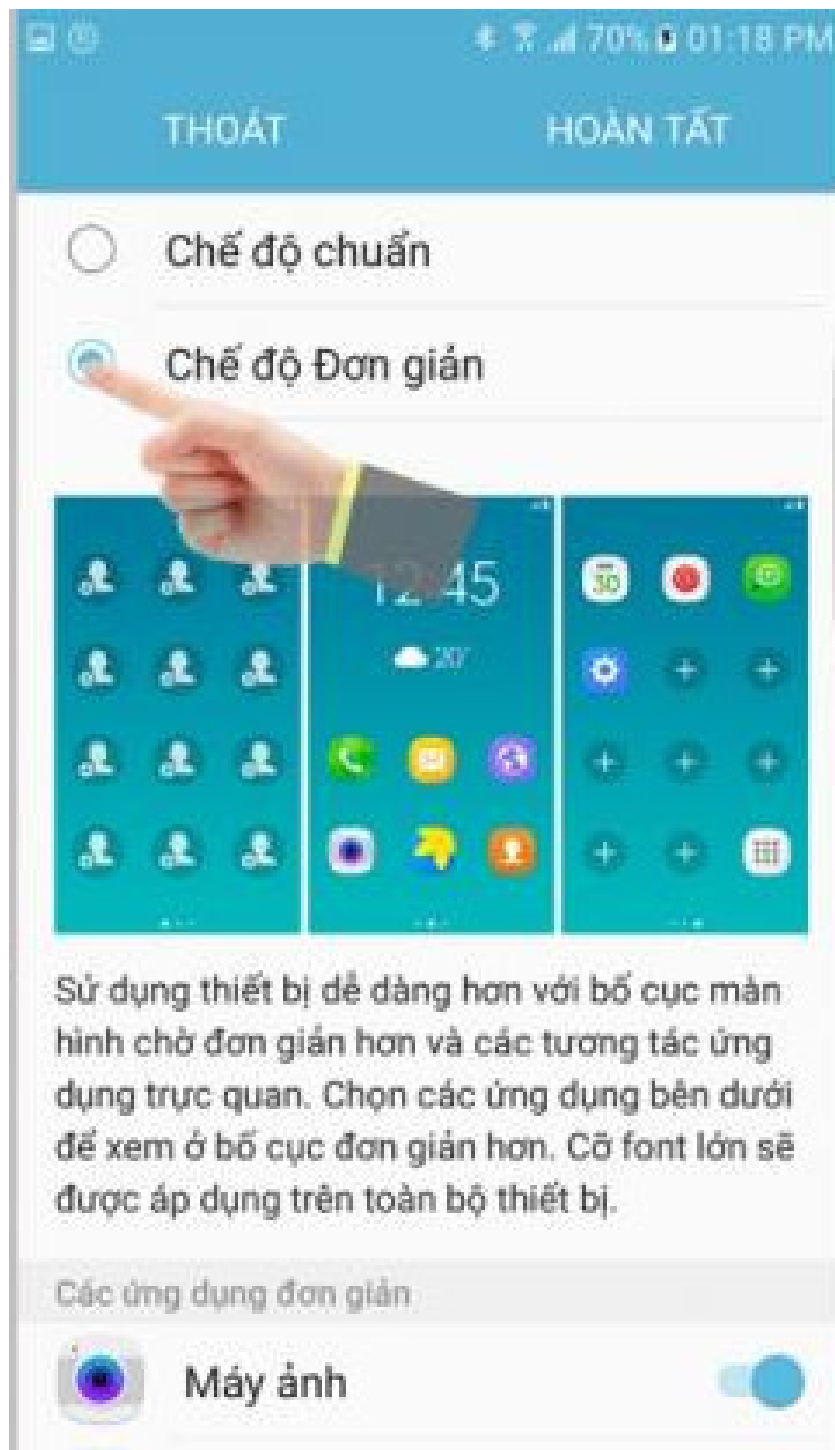 70% 01:18 PM
THOÁT HOÀN TẤT
Chế độ chuẩn
Chế độ Đơn giản
12:45
20°
30
Sử dụng thiết bị dễ dàng hơn với bố cục màn
hình chờ đơn giản hơn và các tương tác ứng
dụng trực quan. Chọn các ứng dụng bên dưới
để xem ở bố cục đơn giản hơn. Cỡ font lớn sẽ
được áp dụng trên toàn bộ thiết bị.
Các ứng dụng đơn giản
Máy ảnh